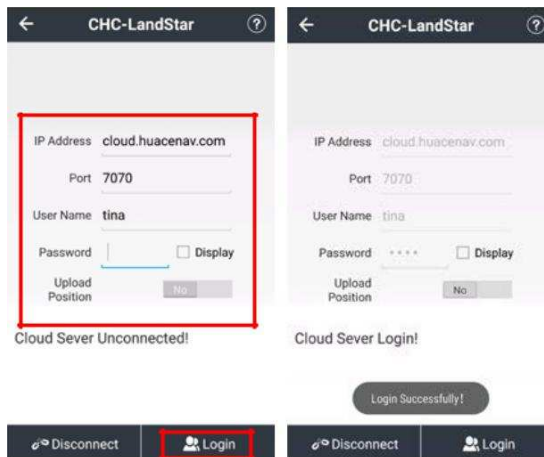 CHC-LandStar ?
IP Address cloud.huacenav.com
Port 7070
User Name tina
Password Display
Upload
Position
No
Cloud Sever Unconnected!
Disconnect Login
CHC-LandStar ?
IP Address cloud.huacenav.com
Port 7070
User Name tina
Password **** Display
Upload
Position
No
Cloud Sever Login!
Login Successfully!
Disconnect Login